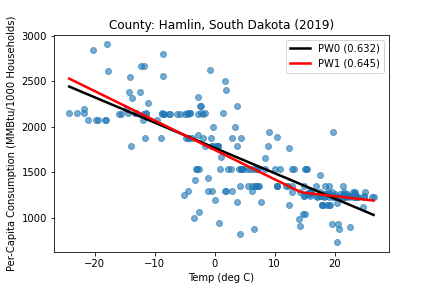 County: Hamlin, South Dakota (2019)
PW0 (0.632)
PW1 (0.645)
Per-Capita Consumption (MMBtu/1000 Households)
3000
2500
2000
1500
1000
−20
−10
0
10
20
Temp (deg C)